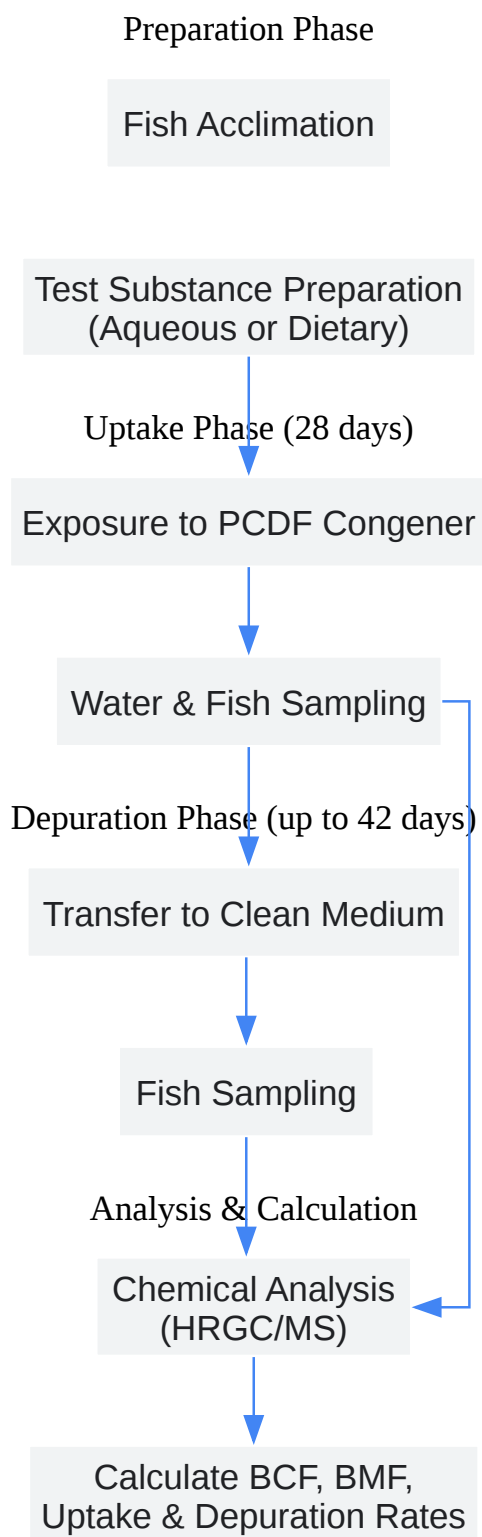 Preparation Phase
Fish Acclimation
Test Substance Preparation
(Aqueous or Dietary)
Uptake Phase (28 days)
Exposure to PCDF Congener
Water & Fish Sampling
Depuration Phase (up to 42 days)
Transfer to Clean Medium
Fish Sampling
Analysis & Calculation
Chemical Analysis
(HRGC/MS)
Calculate BCF, BMF,
Uptake & Depuration Rates